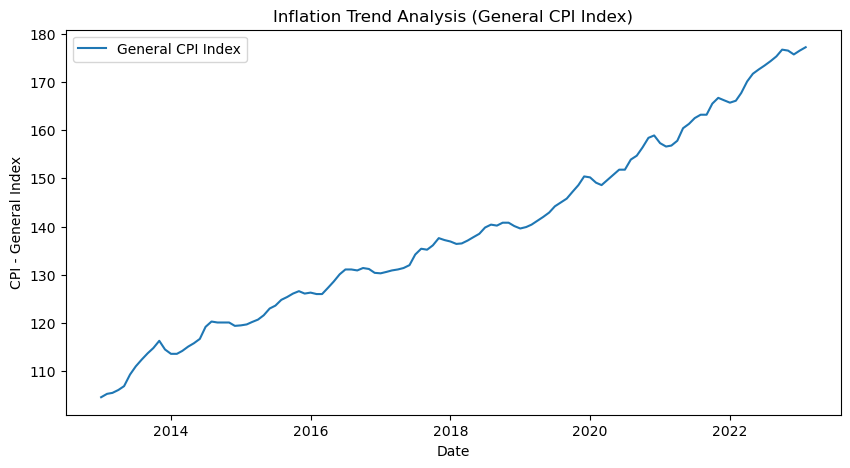 Inflation Trend Analysis (General CPI Index)
General CPI Index
CPI - General Index
180
170
160
150
140
130
120
110
2014 2016 2018 2020 2022
Date